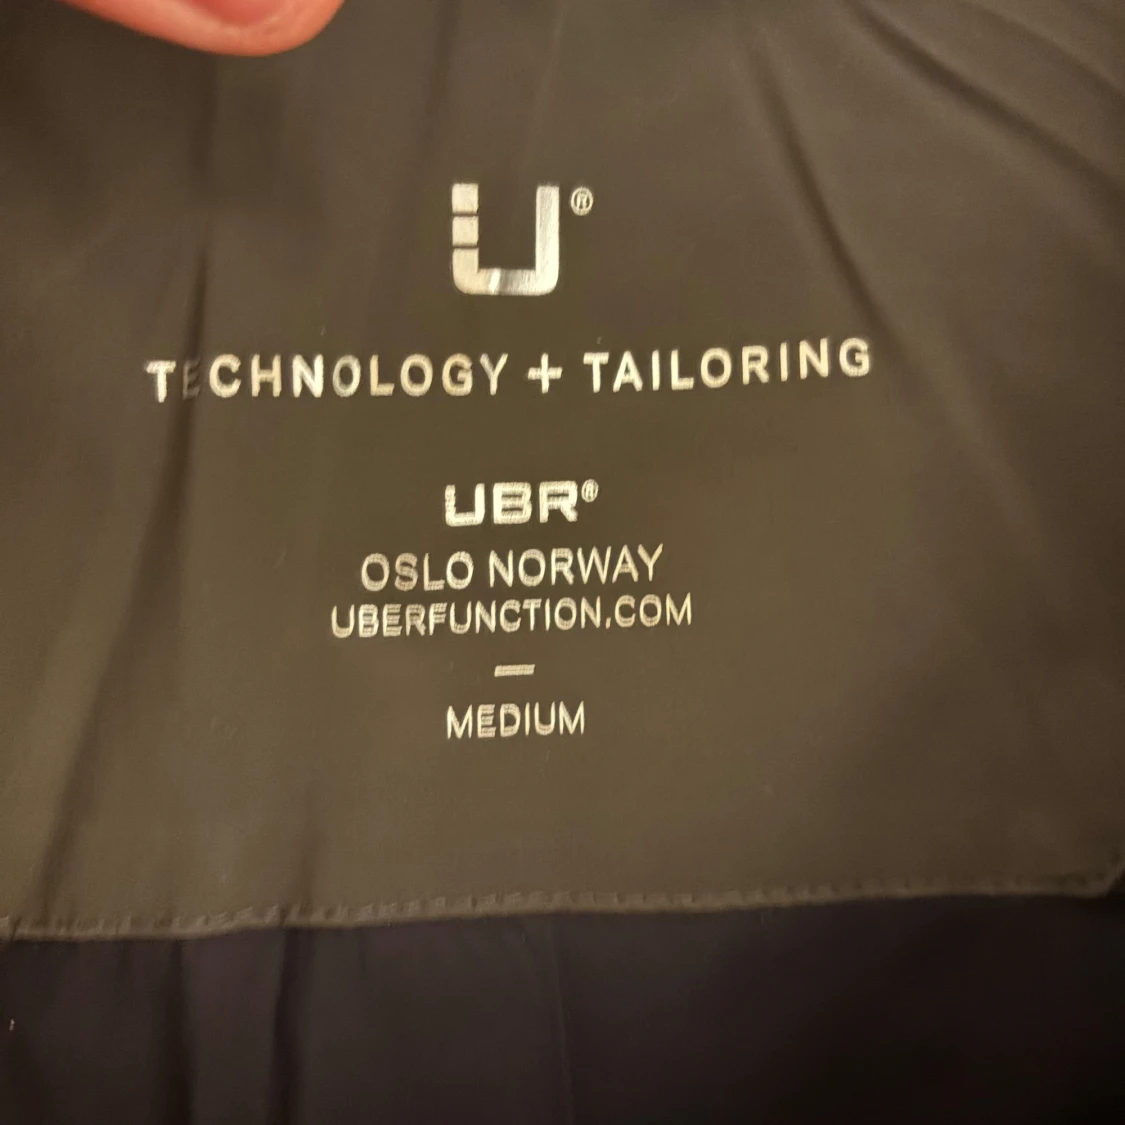 U®
TECHNOLOGY + TAILORING
UBR®
OSLO NORWAY
UBERFUNCTION.COM
—
MEDIUM